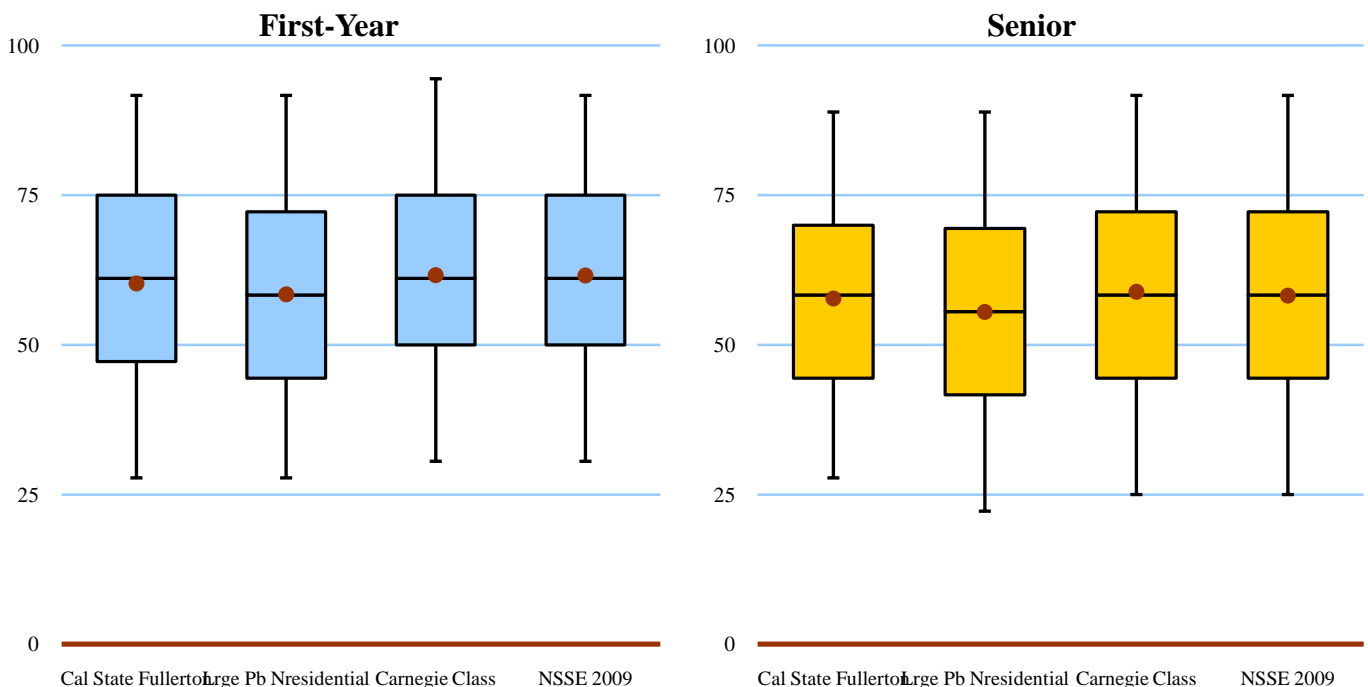 First-Year
100
75
50
25
0
Cal State Fullerton Lrge Pb Nresidential Carnegie Class NSSE 2009
Senior
100
75
50
25
0
Cal State Fullerton Lrge Pb Nresidential Carnegie Class NSSE 2009